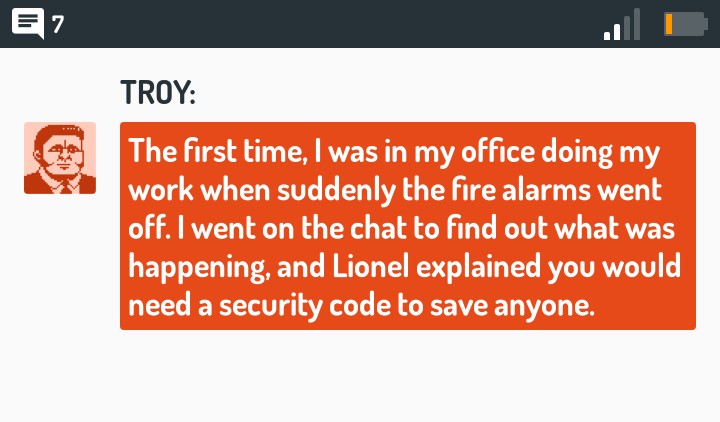 7
TROY:
The first time, I was in my office doing my
work when suddenly the fire alarms went
off. I went on the chat to find out what was
happening, and Lionel explained you would
need a security code to save anyone.